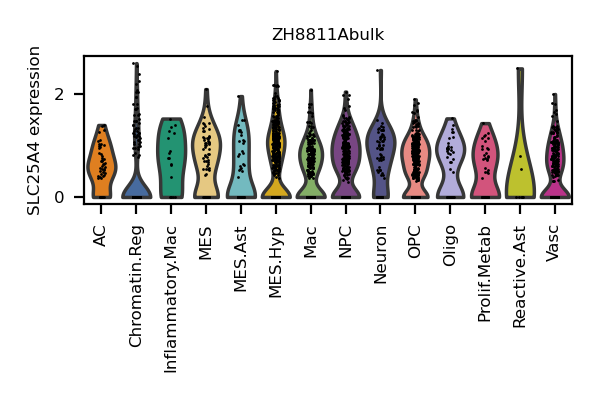 ZH8811Abulk
SLC25A4 expression
2
0
AC
Chromatin.Reg
Inflammatory.Mac
MES
MES.Ast
MES.Hyp
Mac
NPC
Neuron
OPC
Oligo
Prolif.Metab
Reactive.Ast
Vasc